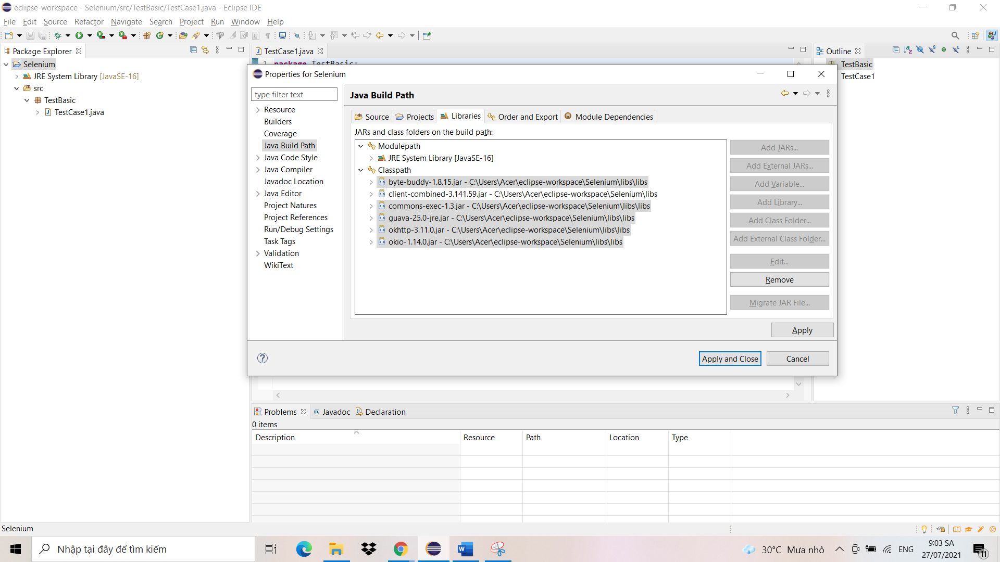 eclipse-workspace - Selenium/src/TestBasic/TestCase1.java - Eclipse IDE
File Edit Source Refactor Navigate Search Project Run Window Help
Package Explorer
Selenium
JRE System Library [JavaSE-16]
src
TestBasic
TestCase1.java
TestCase1.java
1 package TestBasic;
Outline
TestBasic
TestCase1
Properties for Selenium
type filter text
Resource
Builders
Coverage
Java Build Path
Java Code Style
Java Compiler
Javadoc Location
Java Editor
Project Natures
Project References
Run/Debug Settings
Task Tags
Validation
WikiText
Java Build Path
Source Projects Libraries Order and Export Module Dependencies
JARs and class folders on the build path:
Modulepath
JRE System Library [JavaSE-16]
Classpath
byte-buddy-1.8.15.jar - C:\Users\Acer\eclipse-workspace\Selenium\libs\libs
client-combined-3.141.59.jar - C:\Users\Acer\eclipse-workspace\Selenium\libs
commons-exec-1.3.jar - C:\Users\Acer\eclipse-workspace\Selenium\libs\libs
guava-25.0-jre.jar - C:\Users\Acer\eclipse-workspace\Selenium\libs\libs
okhttp-3.11.0.jar - C:\Users\Acer\eclipse-workspace\Selenium\libs\libs
okio-1.14.0.jar - C:\Users\Acer\eclipse-workspace\Selenium\libs\libs
Add JARs...
Add External JARs...
Add Variable...
Add Library...
Add Class Folder...
Add External Class Folder...
Edit...
Remove
Migrate JAR File...
Apply
Apply and Close Cancel
Problems Javadoc Declaration
0 items
Description Resource Path Location Type
Selenium
Nhập tại đây để tìm kiếm
30°C Mưa nhỏ
ENG
9:03 SA
27/07/2021
11